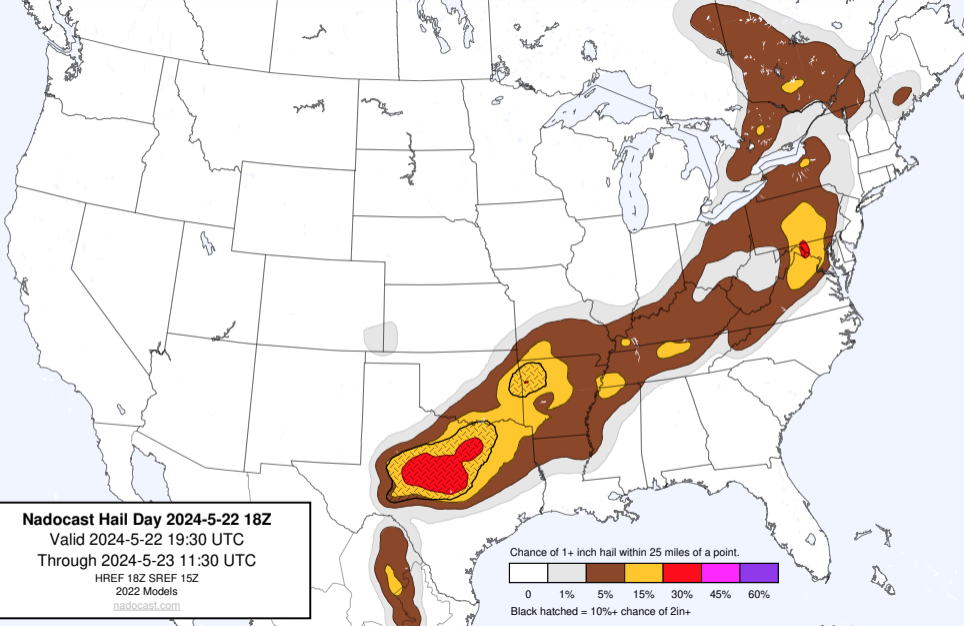 Nadocast Hail Day 2024-5-22 18Z
Valid 2024-5-22 19:30 UTC
Through 2024-5-23 11:30 UTC
HREF 18Z SREF 15Z
2022 Models
nadocast.com
Chance of 1+ inch hail within 25 miles of a point.
0 1% 5% 15% 30% 45% 60%
Black hatched = 10%+ chance of 2in+